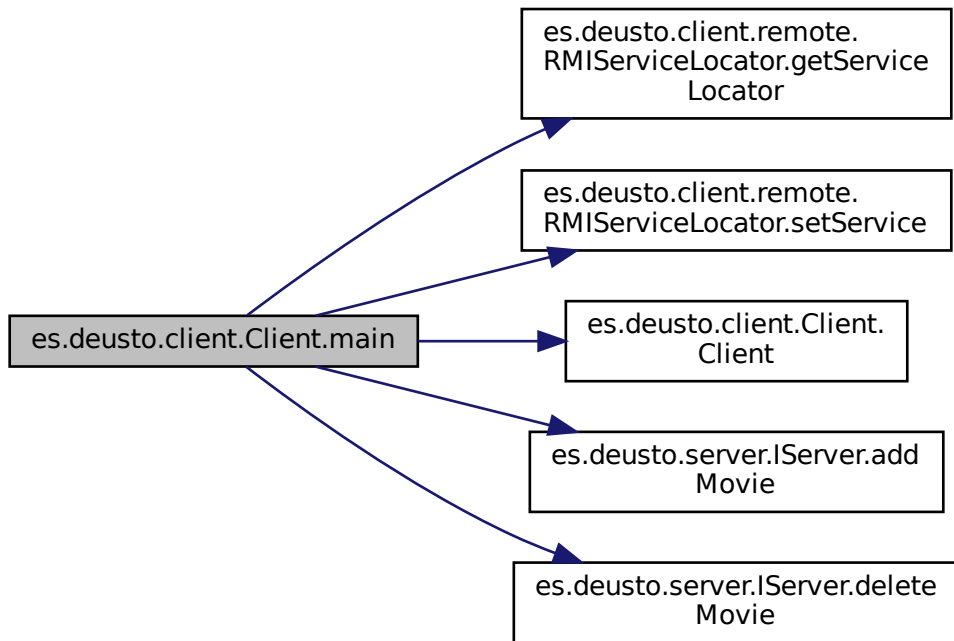 es.deusto.client.remote.
RMIServiceLocator.getService
Locator
es.deusto.client.remote.
RMIServiceLocator.setService
es.deusto.client.Client.main
es.deusto.client.Client.
Client
es.deusto.server.IServer.add
Movie
es.deusto.server.IServer.delete
Movie